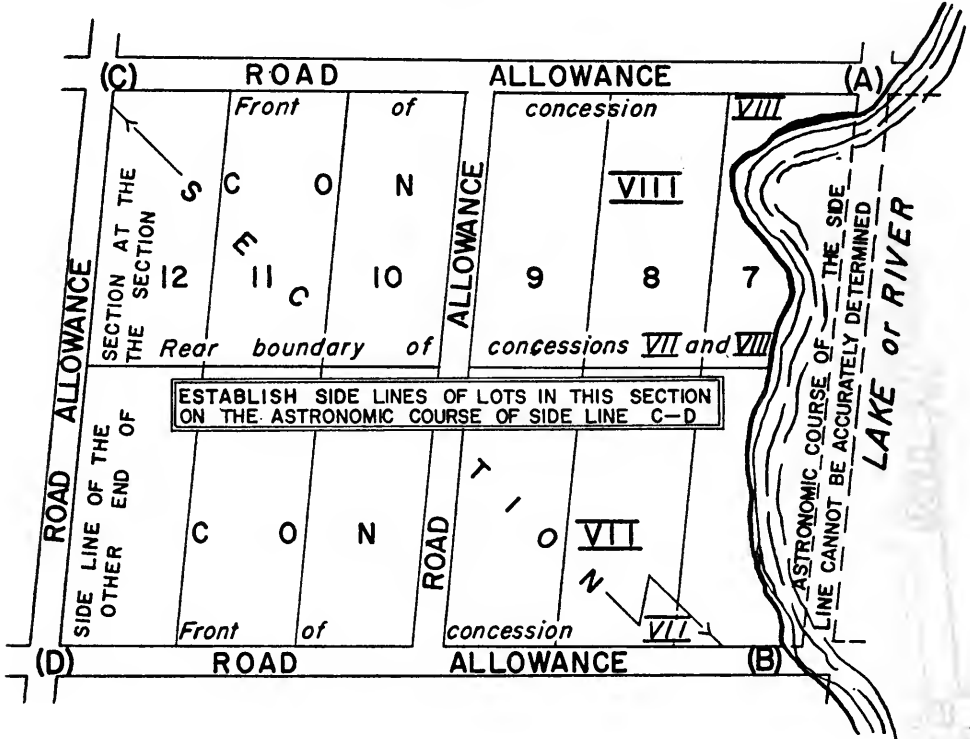 (C) ROAD ALLOWANCE (A)
Front of concession VIII
S E C T I O N
C O N VIII
ALLOWANCE
12 11 10 9 8 7
SIDE LINE OF THE SECTION AT THE
OTHER END OF THE SECTION
ROAD ALLOWANCE
Rear boundary of concessions VII and VIII
ESTABLISH SIDE LINES OF LOTS IN THIS SECTION
ON THE ASTRONOMIC COURSE OF SIDE LINE C-D
ASTRONOMIC COURSE OF THE SIDE
LINE CANNOT BE ACCURATELY DETERMINED
LAKE or RIVER
C O N VII
ROAD
Front of concession VII
(D) ROAD ALLOWANCE (B)